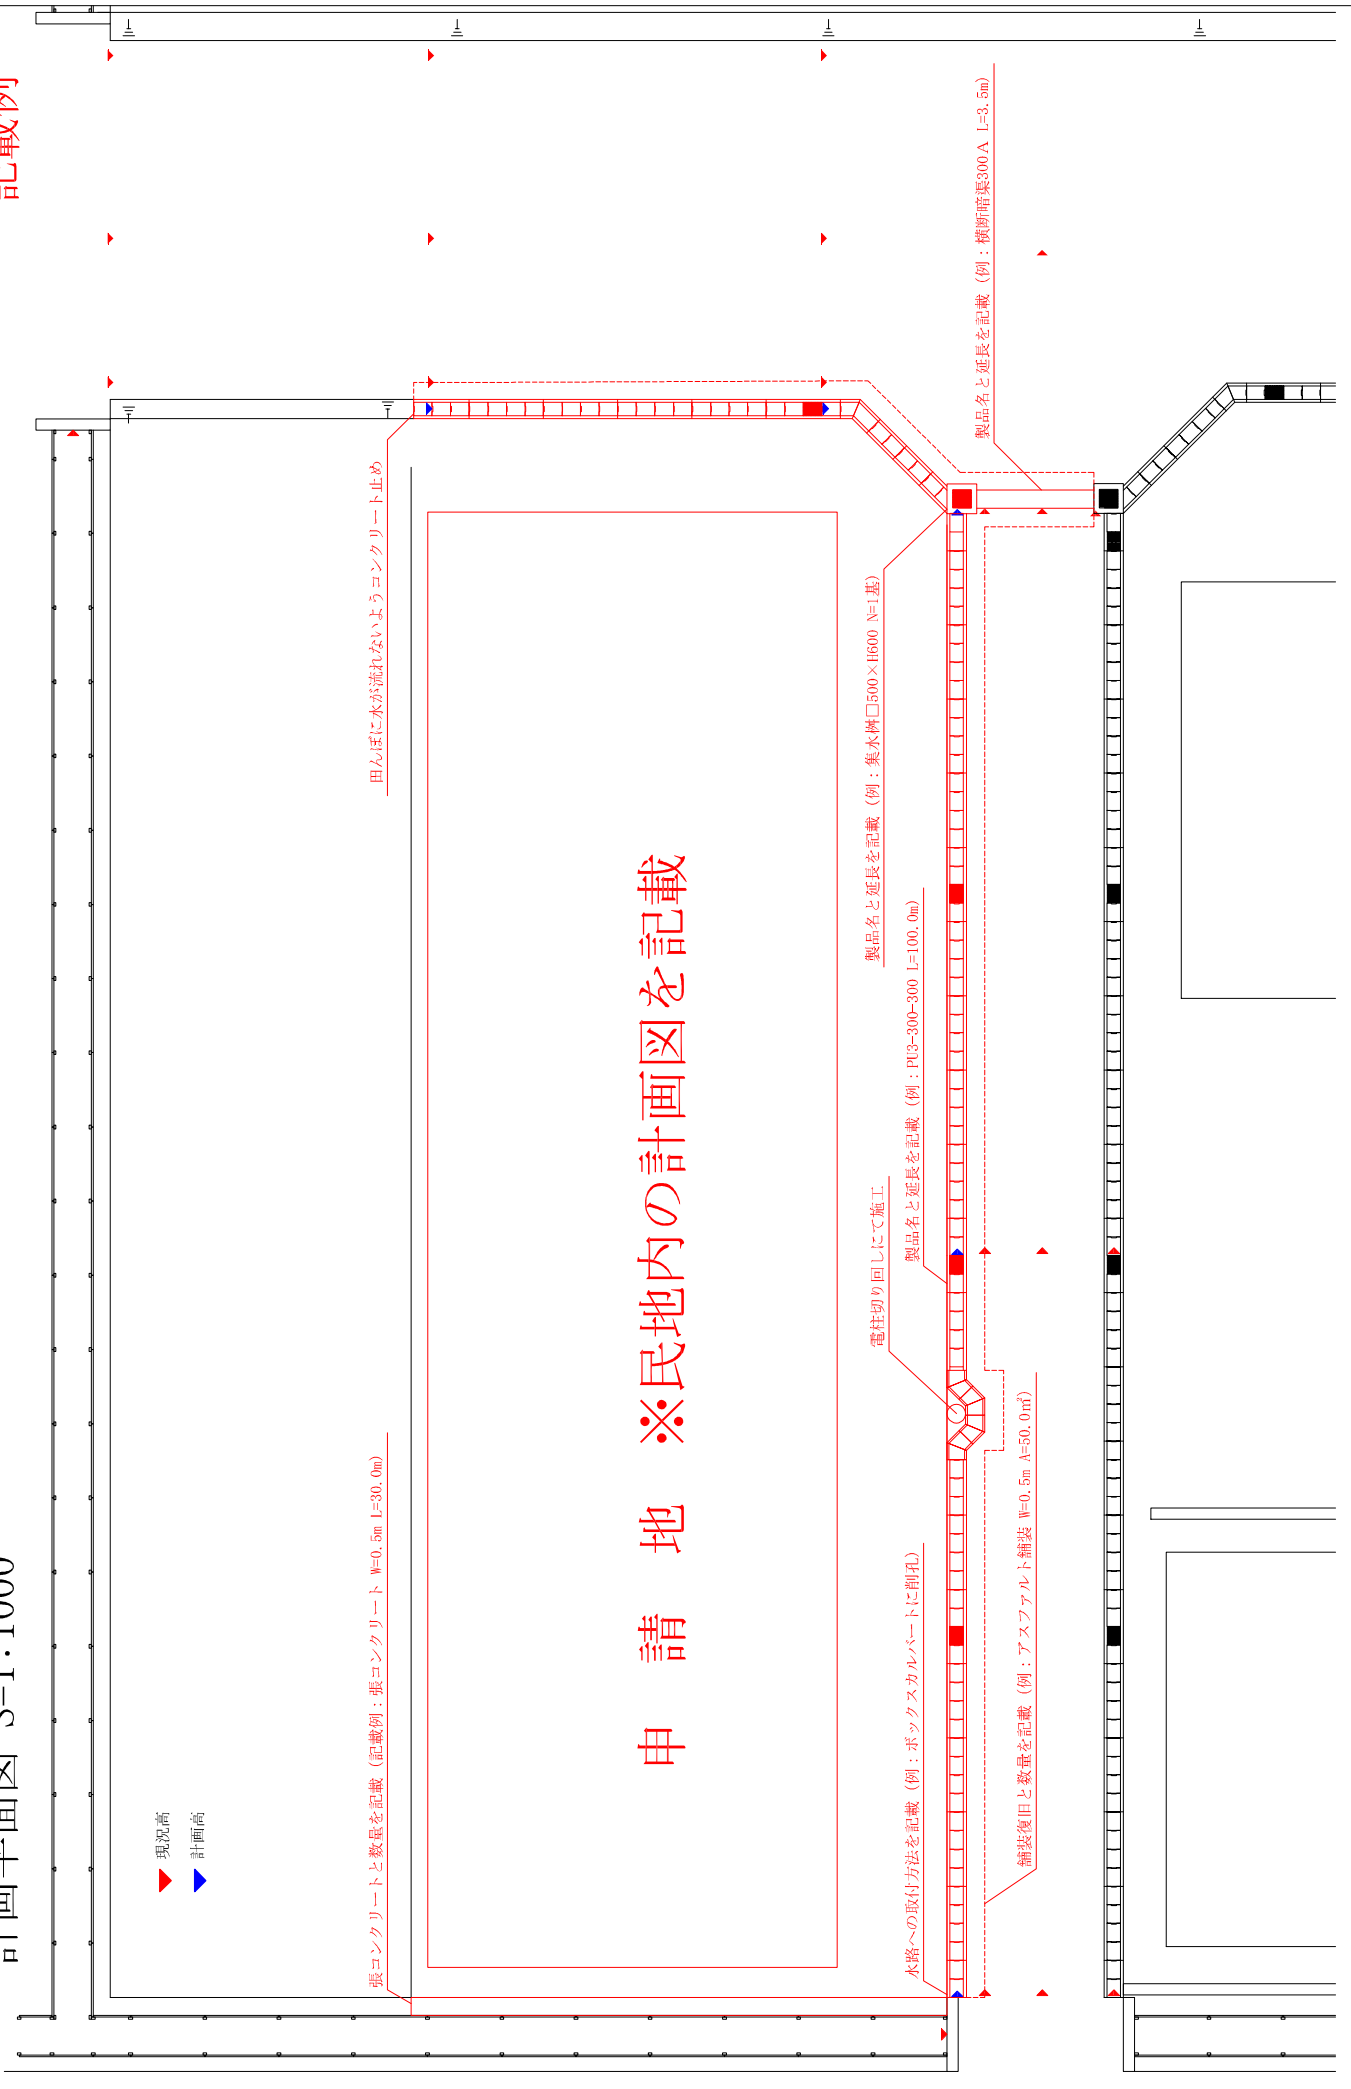 記載例
計画平面図 S=1:1000
現況高
計画高
田んぼに水が流れないようコンクリート止め
張コンクリートと数量を記載（記載例：張コンクリート W=0.5m L=30.0m）
申請地 ※民地内の計画図を記載
製品名と延長を記載（例：横断暗渠300A L=3.5m）
製品名と延長を記載（例：集水桝□500×H600 N=1基）
製品名と延長を記載（例：PU3-300-300 L=100.0m）
電柱切り回しにて施工
水路への取付方法を記載（例：ボックスカルバートに削孔）
舗装復旧と数量を記載（例：アスファルト舗装 W=0.5m A=50.0㎡）